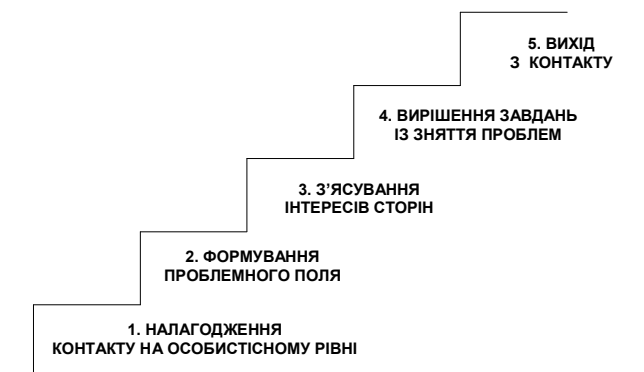 5. ВИХІД
З КОНТАКТУ
4. ВИРІШЕННЯ ЗАВДАНЬ
ІЗ ЗНЯТТЯ ПРОБЛЕМ
3. З’ЯСУВАННЯ
ІНТЕРЕСІВ СТОРІН
2. ФОРМУВАННЯ
ПРОБЛЕМНОГО ПОЛЯ
1. НАЛАГОДЖЕННЯ
КОНТАКТУ НА ОСОБИСТІСНОМУ РІВНІ